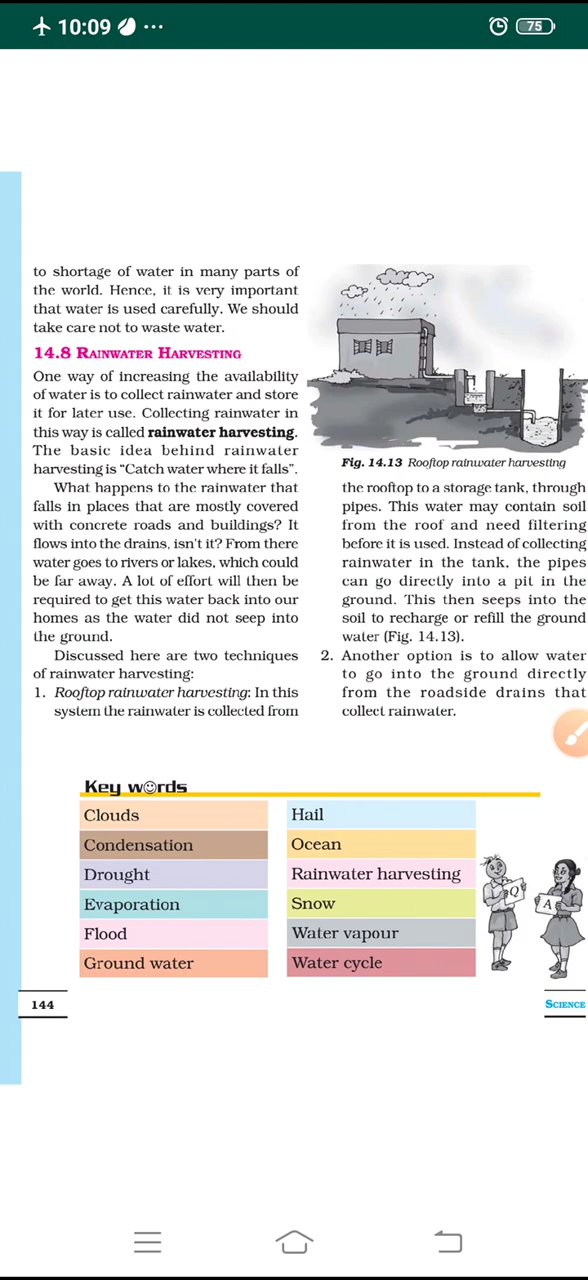 10:09 ...
75
to shortage of water in many parts of
the world. Hence, it is very important
that water is used carefully. We should
take care not to waste water.
14.8 RAINWATER HARVESTING
One way of increasing the availability
of water is to collect rainwater and store
it for later use. Collecting rainwater in
this way is called rainwater harvesting.
The basic idea behind rainwater
harvesting is “Catch water where it falls”.
What happens to the rainwater that
falls in places that are mostly covered
with concrete roads and buildings? It
flows into the drains, isn't it? From there
water goes to rivers or lakes, which could
be far away. A lot of effort will then be
required to get this water back into our
homes as the water did not seep into
the ground.
Discussed here are two techniques
of rainwater harvesting:
1. Rooftop rainwater harvesting: In this
system the rainwater is collected from
Fig. 14.13 Rooftop rainwater harvesting
the rooftop to a storage tank, through
pipes. This water may contain soil
from the roof and need filtering
before it is used. Instead of collecting
rainwater in the tank, the pipes
can go directly into a pit in the
ground. This then seeps into the
soil to recharge or refill the ground
water (Fig. 14.13).
2. Another option is to allow water
to go into the ground directly
from the roadside drains that
collect rainwater.
Key words
Clouds
Condensation
Drought
Evaporation
Flood
Ground water
Hail
Ocean
Rainwater harvesting
Snow
Water vapour
Water cycle
Q
A
144
SCIENCE